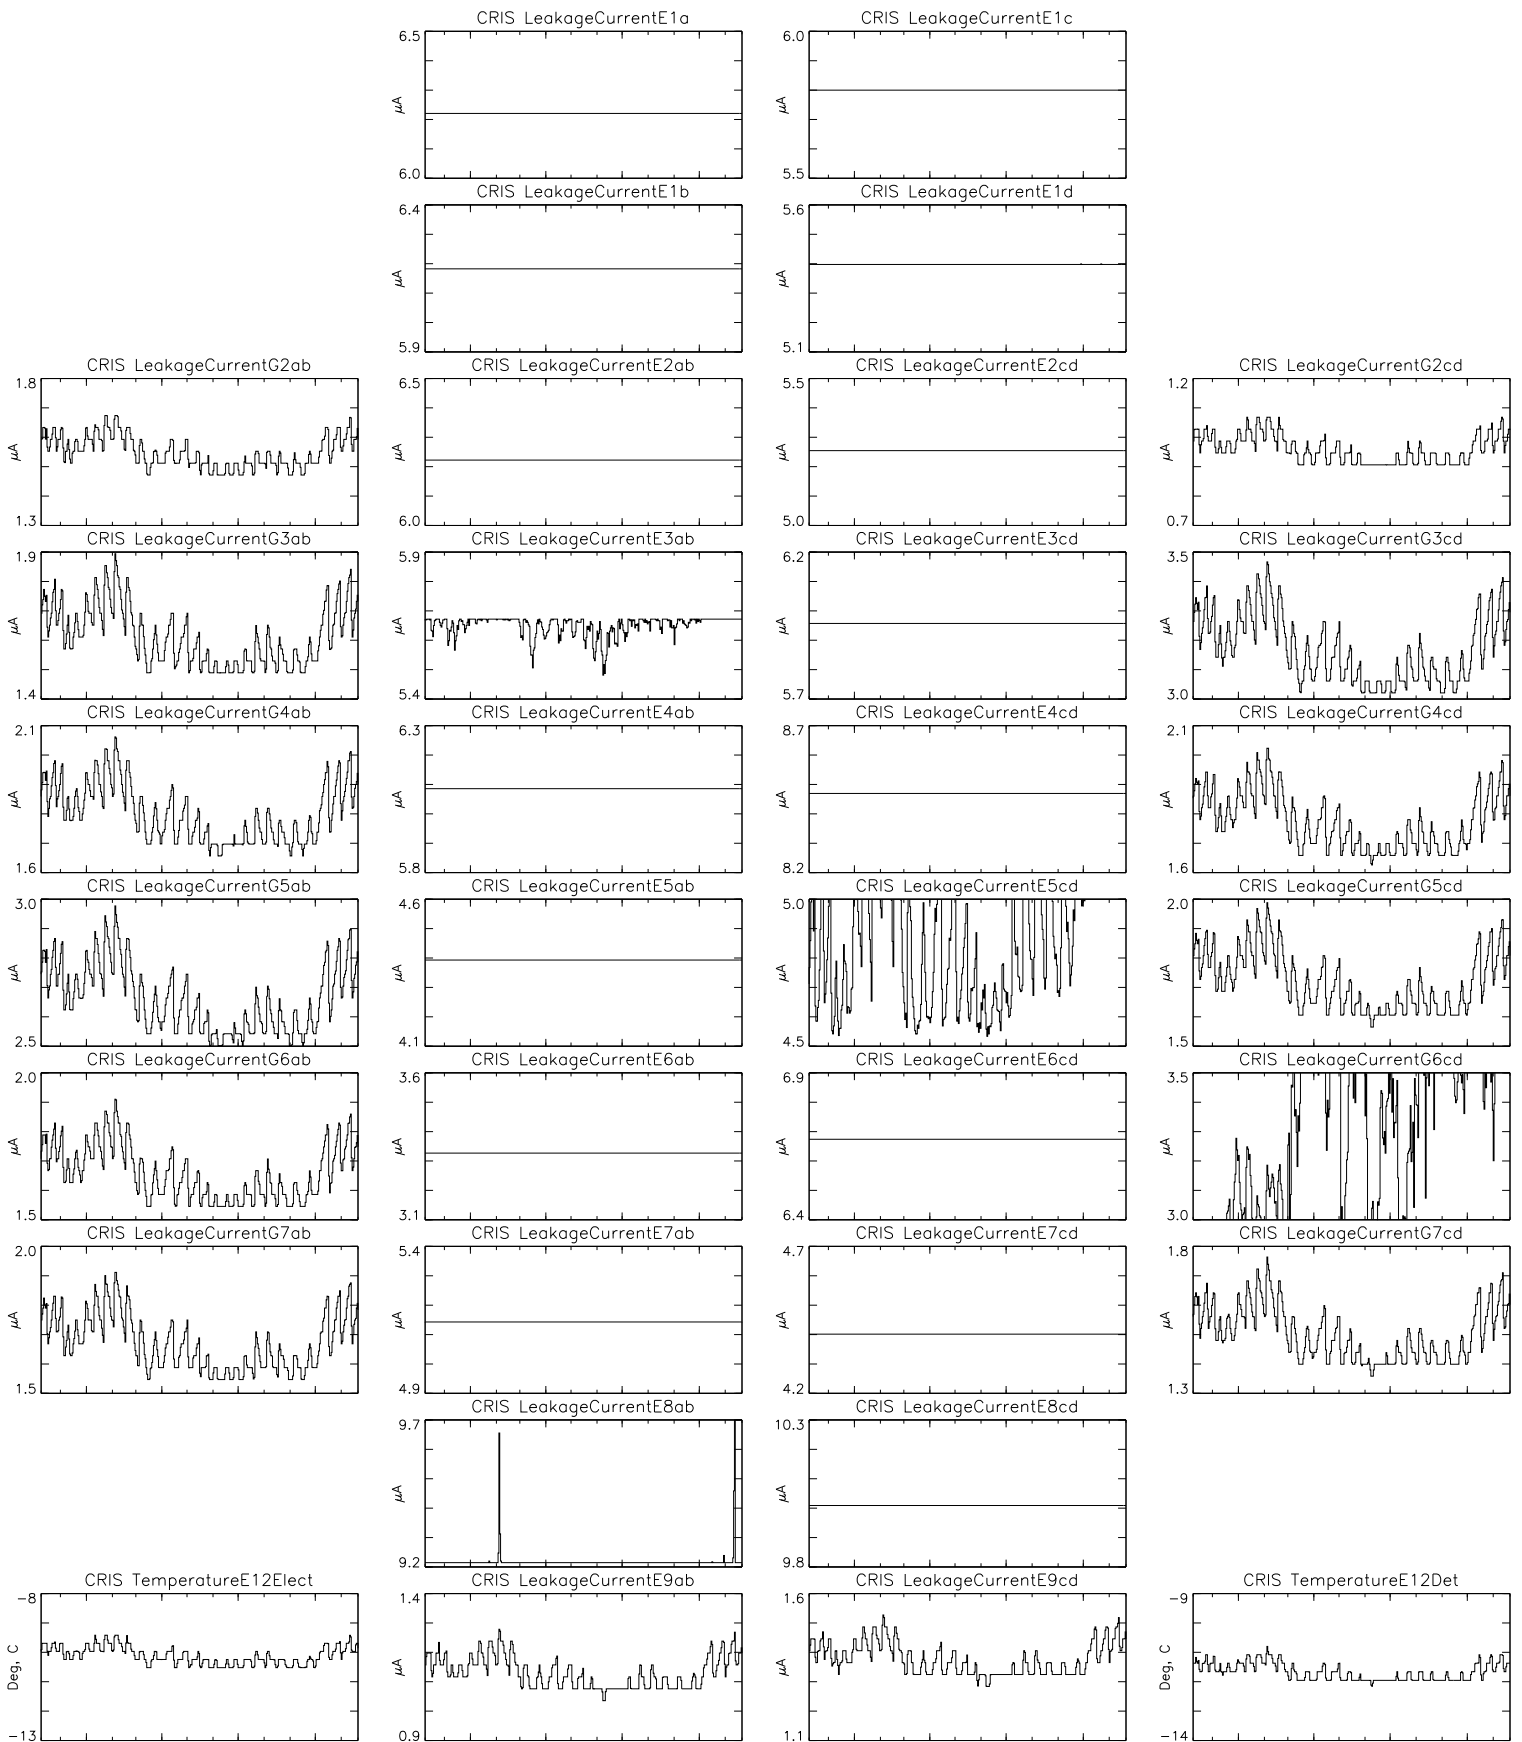 CRIS LeakageCurrentE1a
6.5
μA
6.0
CRIS LeakageCurrentE1c
6.0
μA
5.5
CRIS LeakageCurrentE1b
6.4
μA
5.9
CRIS LeakageCurrentE1d
5.6
μA
5.1
CRIS LeakageCurrentG2ab
1.8
μA
1.3
CRIS LeakageCurrentE2ab
6.5
μA
6.0
CRIS LeakageCurrentE2cd
5.5
μA
5.0
CRIS LeakageCurrentG2cd
1.2
μA
0.7
CRIS LeakageCurrentG3ab
1.9
μA
1.4
CRIS LeakageCurrentE3ab
5.9
μA
5.4
CRIS LeakageCurrentE3cd
6.2
μA
5.7
CRIS LeakageCurrentG3cd
3.5
μA
3.0
CRIS LeakageCurrentG4ab
2.1
μA
1.6
CRIS LeakageCurrentE4ab
6.3
μA
5.8
CRIS LeakageCurrentE4cd
8.7
μA
8.2
CRIS LeakageCurrentG4cd
2.1
μA
1.6
CRIS LeakageCurrentG5ab
3.0
μA
2.5
CRIS LeakageCurrentE5ab
4.6
μA
4.1
CRIS LeakageCurrentE5cd
5.0
μA
4.5
CRIS LeakageCurrentG5cd
2.0
μA
1.5
CRIS LeakageCurrentG6ab
2.0
μA
1.5
CRIS LeakageCurrentE6ab
3.6
μA
3.1
CRIS LeakageCurrentE6cd
6.9
μA
6.4
CRIS LeakageCurrentG6cd
3.5
μA
3.0
CRIS LeakageCurrentG7ab
2.0
μA
1.5
CRIS LeakageCurrentE7ab
5.4
μA
4.9
CRIS LeakageCurrentE7cd
4.7
μA
4.2
CRIS LeakageCurrentG7cd
1.8
μA
1.3
CRIS LeakageCurrentE8ab
9.7
μA
9.2
CRIS LeakageCurrentE8cd
10.3
μA
9.8
CRIS TemperatureE12Elect
−8
Deg, C
−13
CRIS LeakageCurrentE9ab
1.4
μA
0.9
CRIS LeakageCurrentE9cd
1.6
μA
1.1
CRIS TemperatureE12Det
−9
Deg, C
−14